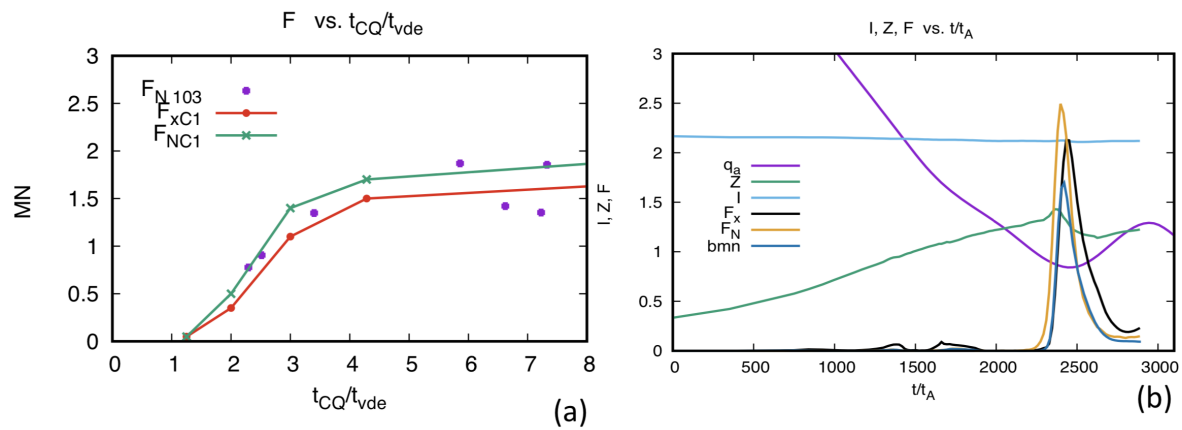 F vs. t_CQ/t_vde
3
2.5
2
1.5
1
0.5
0
MN
F_N 103
F_xC1
F_NC1
0 1 2 3 4 5 6 7 8
t_CQ/t_vde
(a)
I, Z, F vs. t/t_A
3
2.5
2
1.5
1
0.5
0
I, Z, F
q_a
Z
I
F_x
F_N
bmn
0 500 1000 1500 2000 2500 3000
t/t_A
(b)